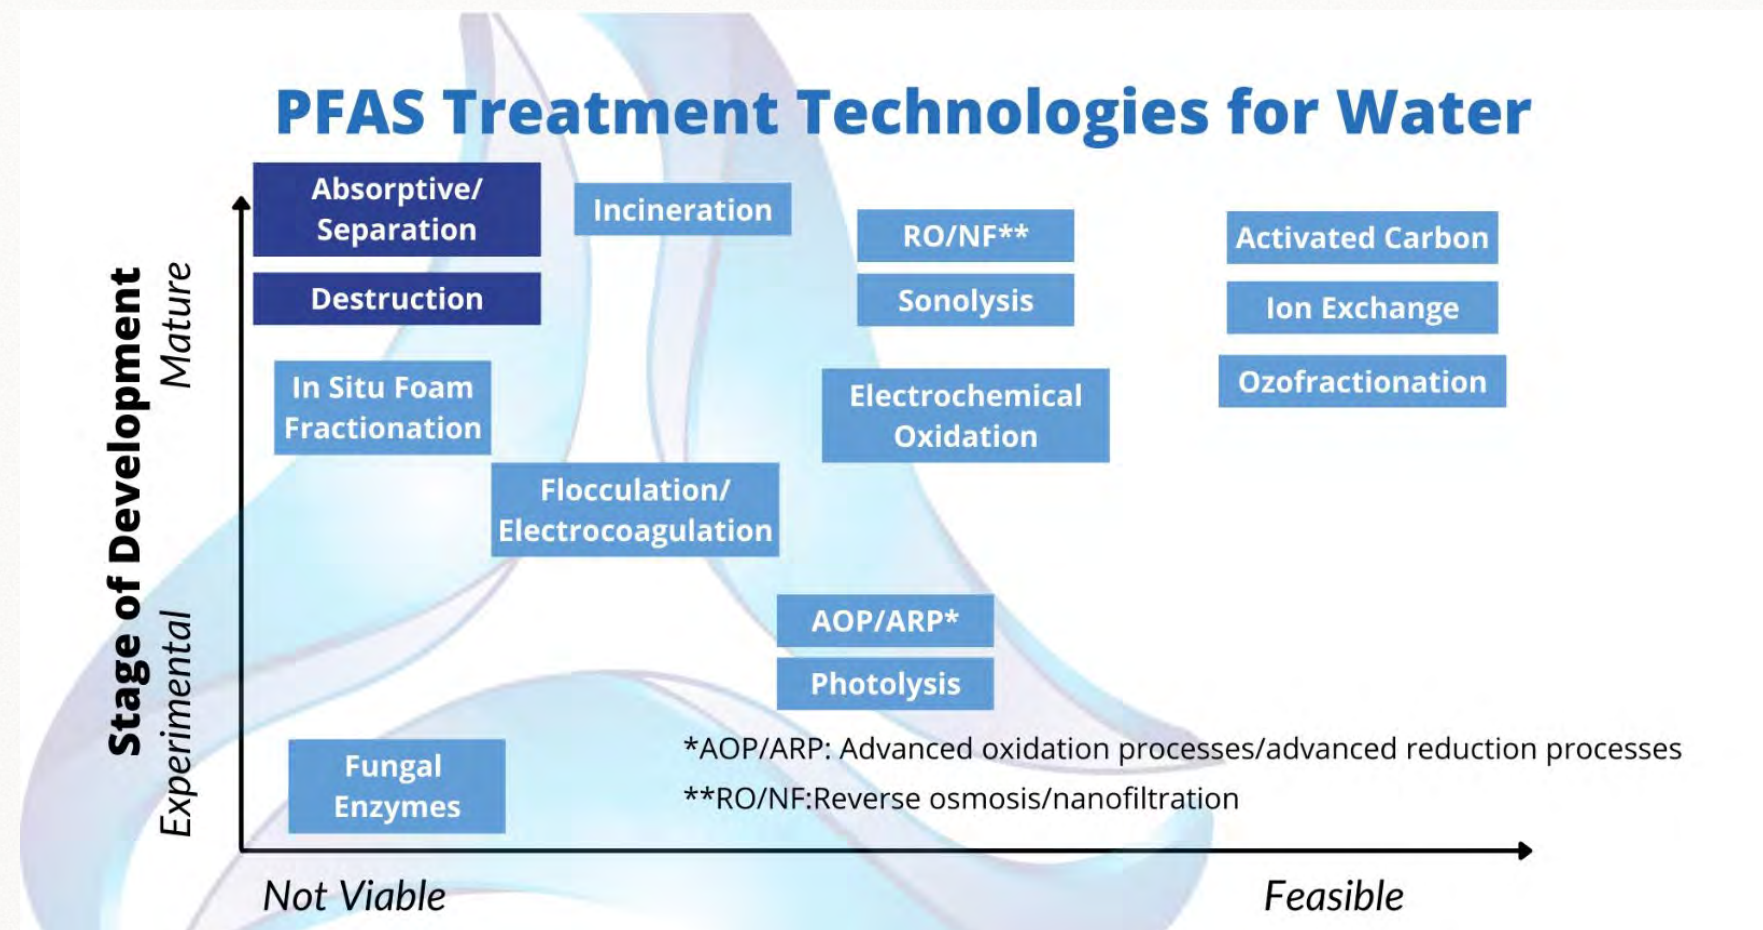 PFAS Treatment Technologies for Water
Absorptive/
Separation
Destruction
Incineration
RO/NF**
Sonolysis
Activated Carbon
Ion Exchange
Ozofractionation
In Situ Foam
Fractionation
Electrochemical
Oxidation
Flocculation/
Electrocoagulation
AOP/ARP*
Photolysis
Fungal
Enzymes
*AOP/ARP: Advanced oxidation processes/advanced reduction processes
**RO/NF:Reverse osmosis/nanofiltration
Stage of Development
Mature
Experimental
Not Viable
Feasible